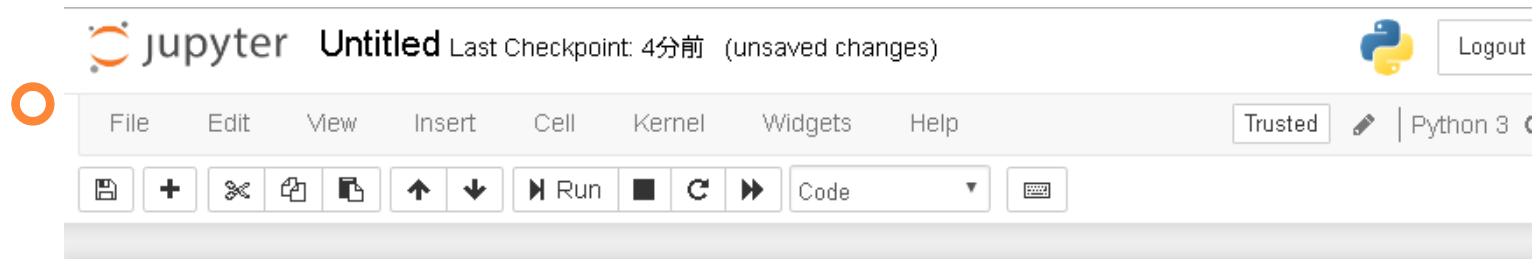 jupyter Untitled Last Checkpoint: 4分前 (unsaved changes) Logout
File Edit View Insert Cell Kernel Widgets Help Trusted Python 3
Run Code